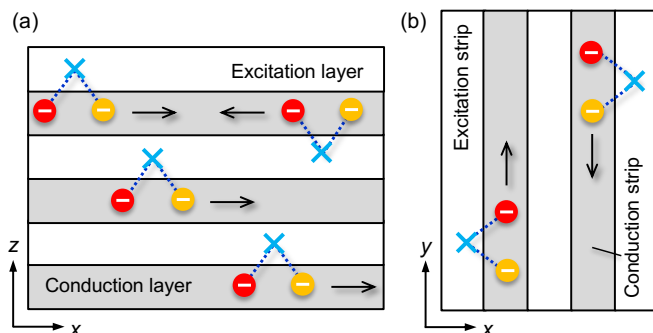 (a)
Excitation layer
Conduction layer
z
x
(b)
Excitation strip
Conduction strip
y
x